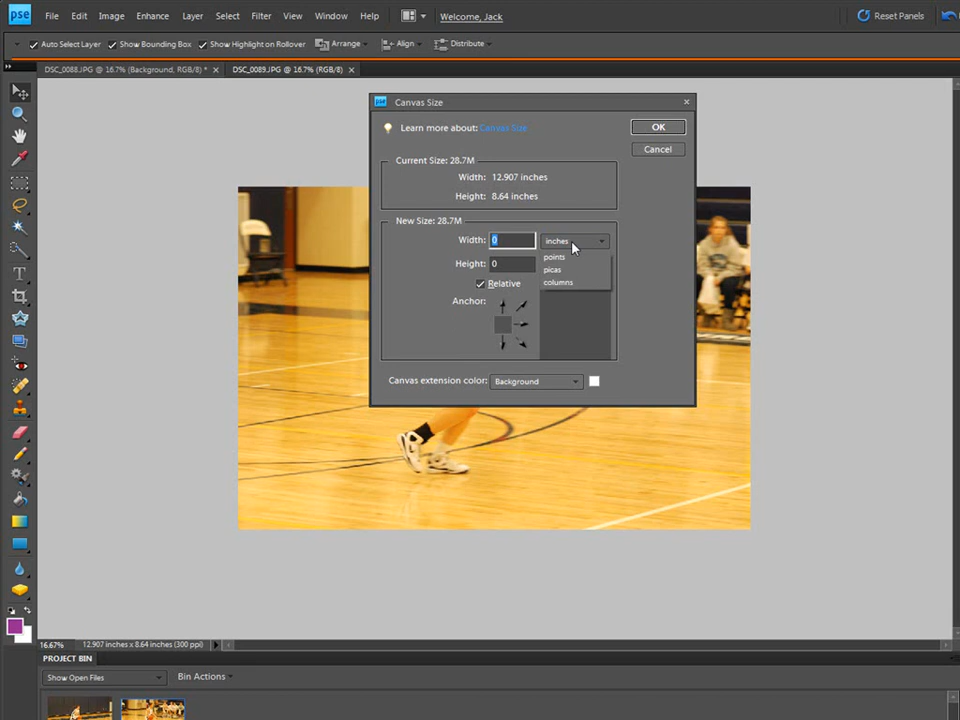 pse File Edit Image Enhance Layer Select Filter View Window Help Welcome, Jack Reset Panels
Auto Select Layer Show Bounding Box Show Highlight on Rollover Arrange Align Distribute
DSC_0088.JPG @ 16.7% (Background, RGB/8) * DSC_0089.JPG @ 16.7% (RGB/8)
pse Canvas Size
Learn more about: Canvas Size OK
Cancel
Current Size: 28.7M
Width: 12.907 inches
Height: 8.64 inches
New Size: 28.7M
Width: 0 inches
points
Height: 0
picas
Relative columns
Anchor:
Canvas extension color: Background
T
16.67% 12.907 inches x 8.64 inches (300 ppi)
PROJECT BIN
Show Open Files Bin Actions